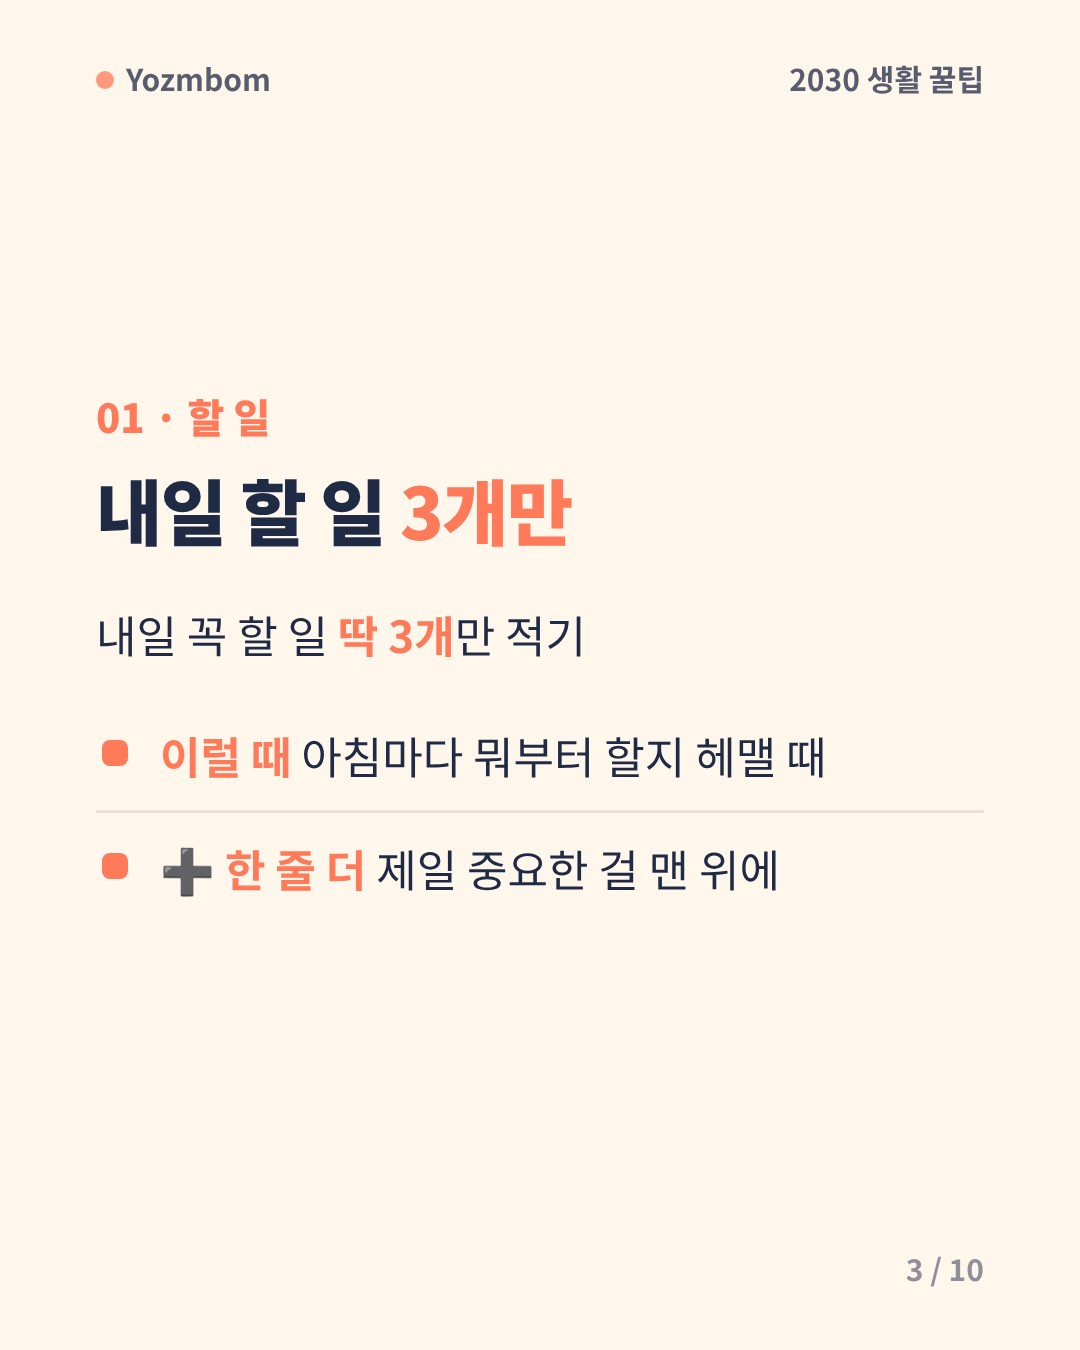 Yozmbom
2030 생활 꿀팁
01 · 할 일
내일 할 일 3개만
내일 꼭 할 일 딱 3개만 적기
이럴 때 아침마다 뭐부터 할지 헤맬 때
➕ 한 줄 더 제일 중요한 걸 맨 위에
3 / 10